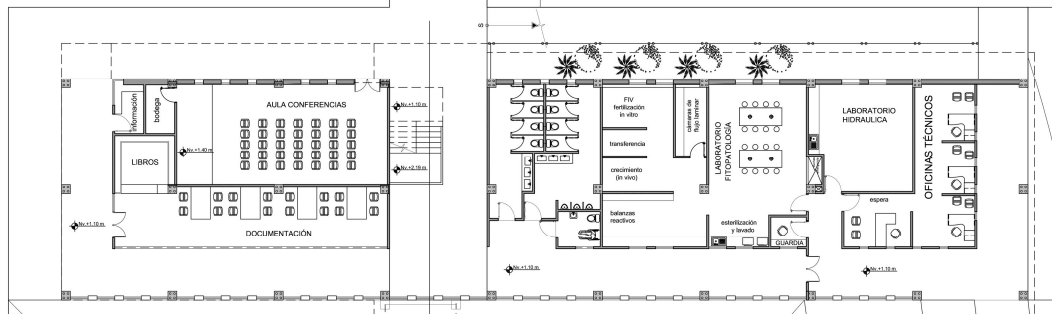 S
información
bodega
AULA CONFERENCIAS
Nv.+1.10 m
LIBROS
Nv.+1.40 m
Nv.+2.19 m
Nv.+1.10 m
DOCUMENTACIÓN
FIV
fertilización
in vitro
transferencia
crecimiento
(in vivo)
balanzas
reactivos
cámaras de
flujo laminar
LABORATORIO
FITOPATOLOGÍA
esterilización
y lavado
GUARDIA
LABORATORIO
HIDRAULICA
OFICINAS TÉCNICOS
espera
Nv.+1.10 m
Nv.+1.10 m